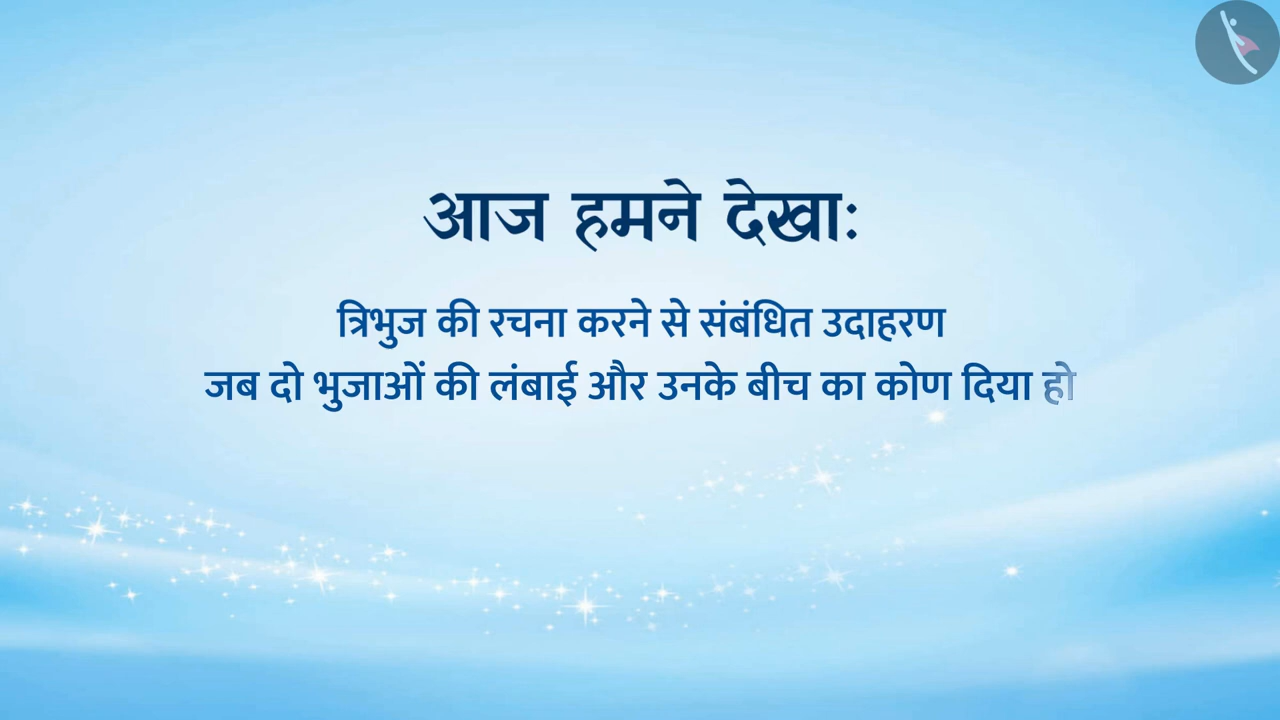 आज हमने देखाः
त्रिभुज की रचना करने से संबंधित उदाहरण
जब दो भुजाओं की लंबाई और उनके बीच का कोण दिया हो